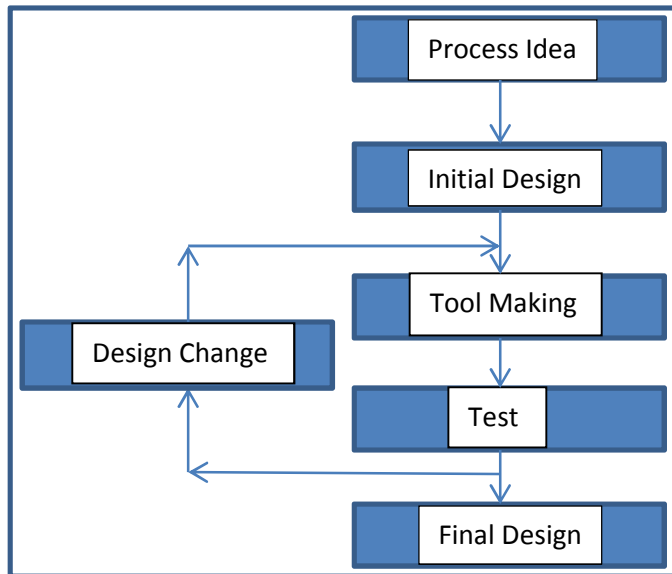 Process Idea
Initial Design
Tool Making
Design Change
Test
Final Design